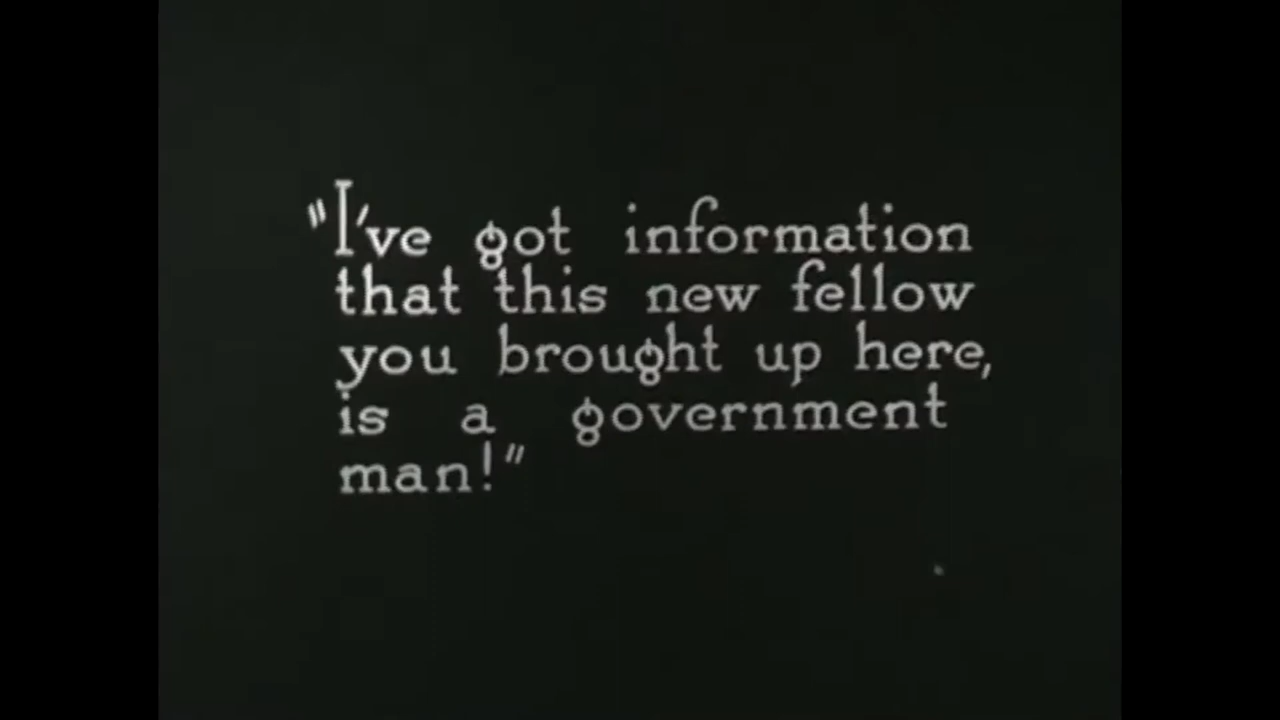 "I've got information
that this new fellow
you brought up here,
is a government
man!"